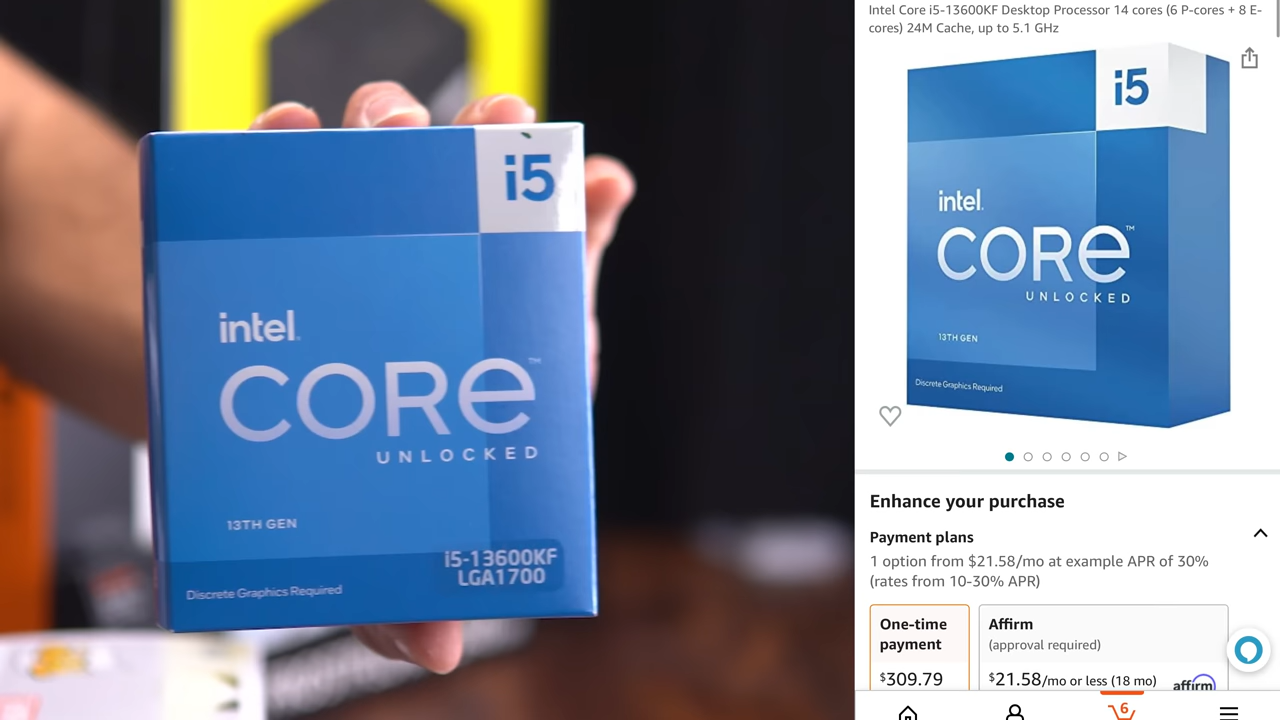 i5
intel.
CORE™
UNLOCKED
13TH GEN
i5-13600KF
LGA1700
Discrete Graphics Required
Intel Core i5-13600KF Desktop Processor 14 cores (6 P-cores + 8 E-
cores) 24M Cache, up to 5.1 GHz
i5
intel.
CORE™
UNLOCKED
13TH GEN
Discrete Graphics Required
Enhance your purchase
Payment plans
1 option from $21.58/mo at example APR of 30%
(rates from 10-30% APR)
One-time
payment
$309.79
Affirm
(approval required)
$21.58/mo or less (18 mo)
affirm
6